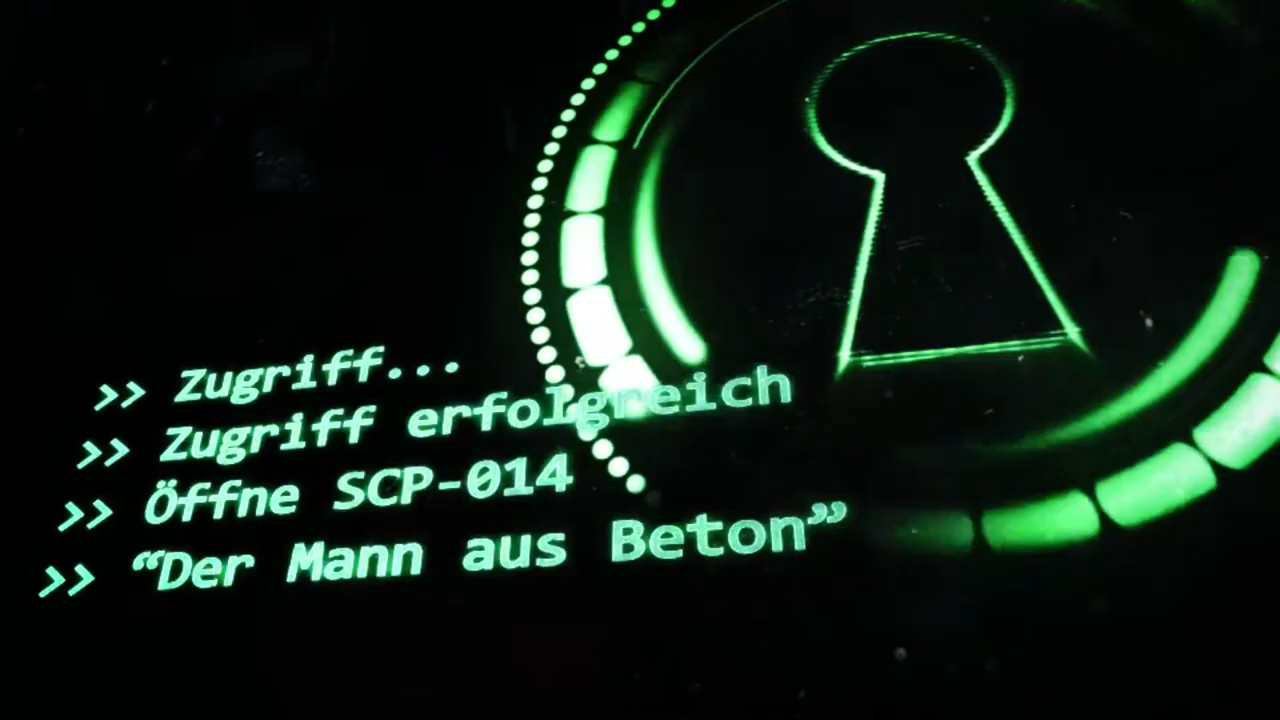 >> Zugriff...
>> Zugriff erfolgreich
>> Öffne SCP-014
>> “Der Mann aus Beton”